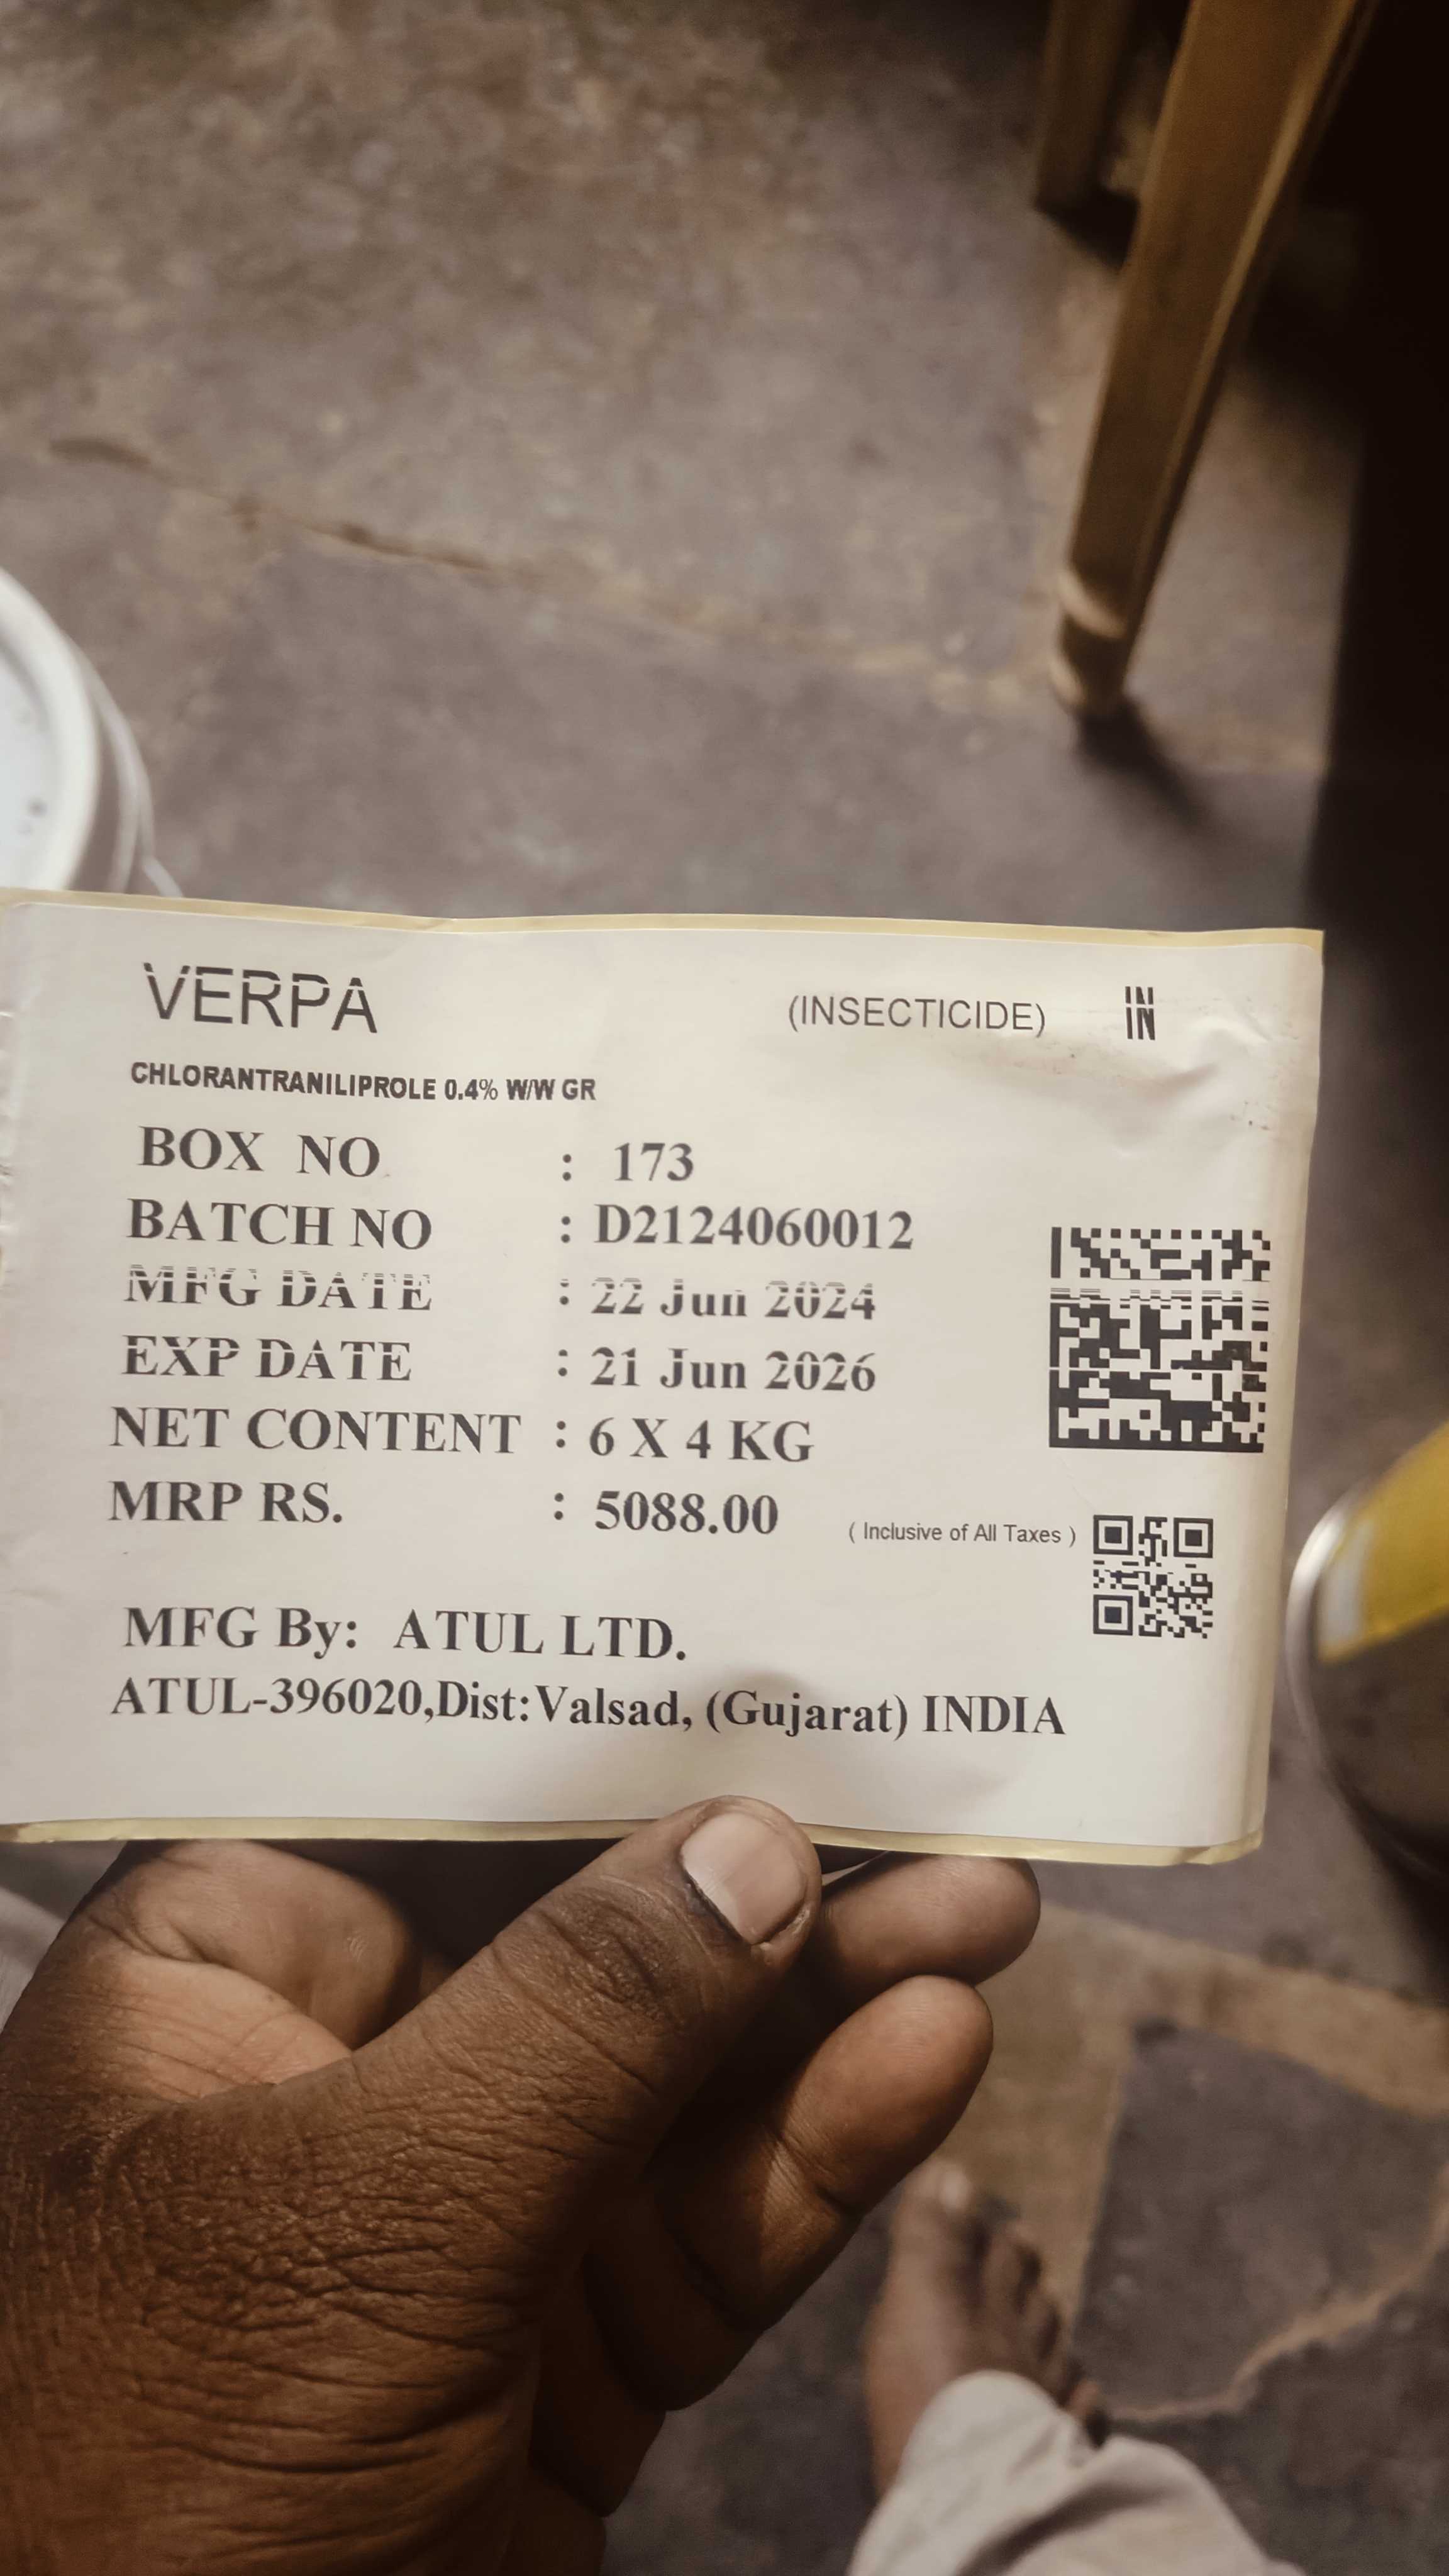 VERPA (INSECTICIDE) IN
CHLORANTRANILIPROLE 0.4% W/W GR
BOX NO : 173
BATCH NO : D2124060012
MFG DATE : 22 Jun 2024
EXP DATE : 21 Jun 2026
NET CONTENT : 6 X 4 KG
MRP RS. : 5088.00 ( Inclusive of All Taxes )
MFG By: ATUL LTD.
ATUL-396020,Dist:Valsad, (Gujarat) INDIA